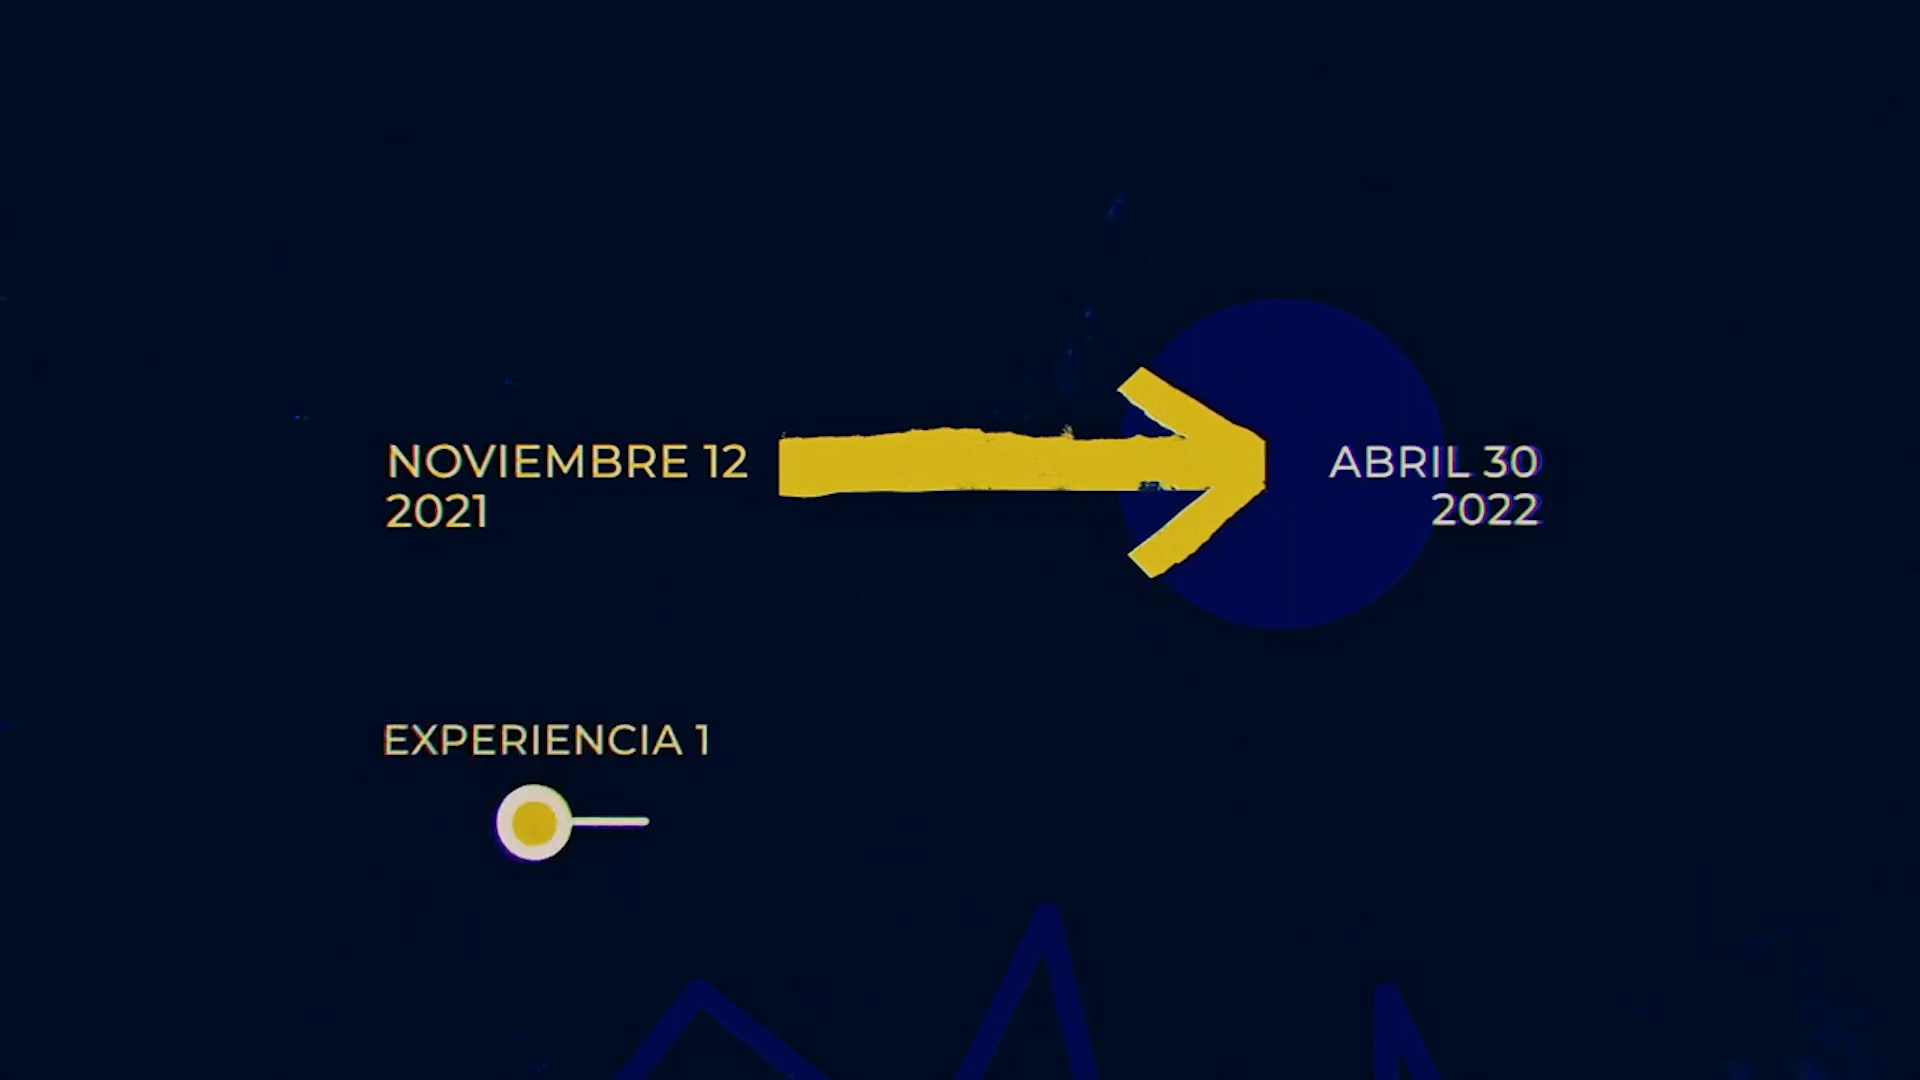 NOVIEMBRE 12
2021
ABRIL 30
2022
EXPERIENCIA 1